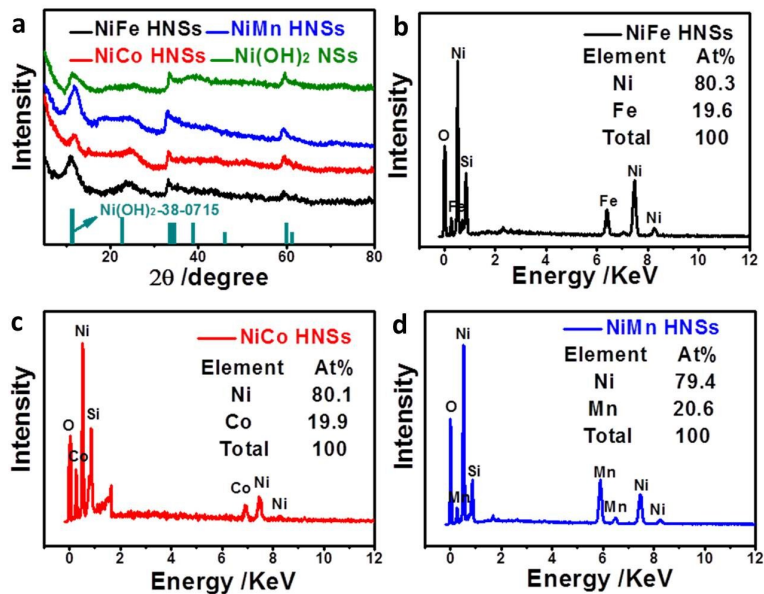 a
NiFe HNSs NiMn HNSs
NiCo HNSs Ni(OH)₂ NSs
Intensity
Ni(OH)₂-38-0715
0 20 40 60 80
2θ /degree
b
NiFe HNSs
Element At%
Ni 80.3
Fe 19.6
Total 100
Ni
O
Si
Fe
Fe
Ni
Ni
Intensity
0 2 4 6 8 10 12
Energy /KeV
c
NiCo HNSs
Element At%
Ni 80.1
Co 19.9
Total 100
Ni
Si
O
Co
Co
Ni
Ni
Intensity
0 2 4 6 8 10 12
Energy /KeV
d
NiMn HNSs
Element At%
Ni 79.4
Mn 20.6
Total 100
Ni
O
Si
Mn
Mn
Mn
Ni
Ni
Intensity
0 2 4 6 8 10 12
Energy /KeV